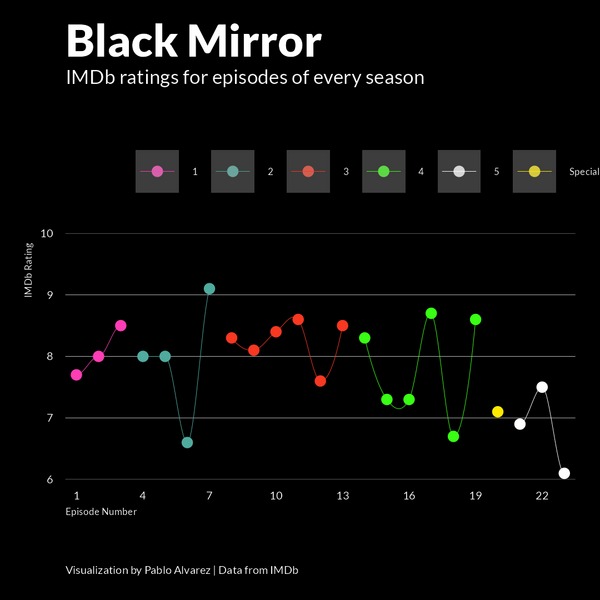 Black Mirror
IMDb ratings for episodes of every season
1 2 3 4 5 Special
IMDb Rating
10
9
8
7
6
1 4 7 10 13 16 19 22
Episode Number
Visualization by Pablo Alvarez | Data from IMDb